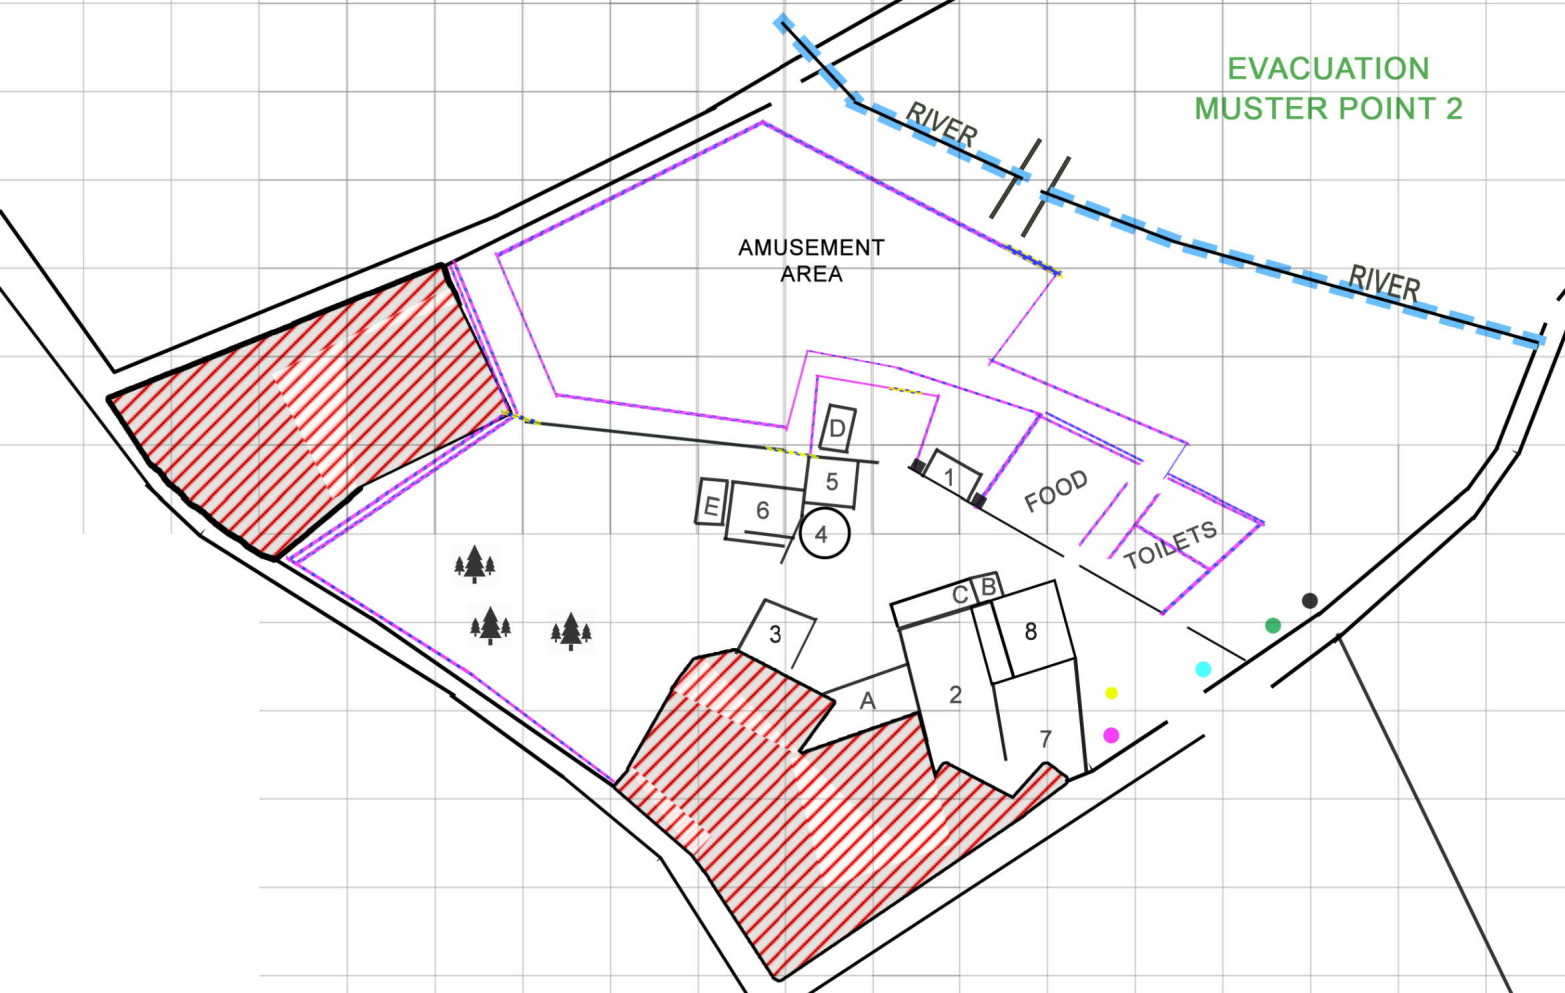 EVACUATION
MUSTER POINT 2
RIVER
AMUSEMENT
AREA
RIVER
D
1
5
E
6
4
FOOD
TOILETS
C
B
3
8
A
2
7